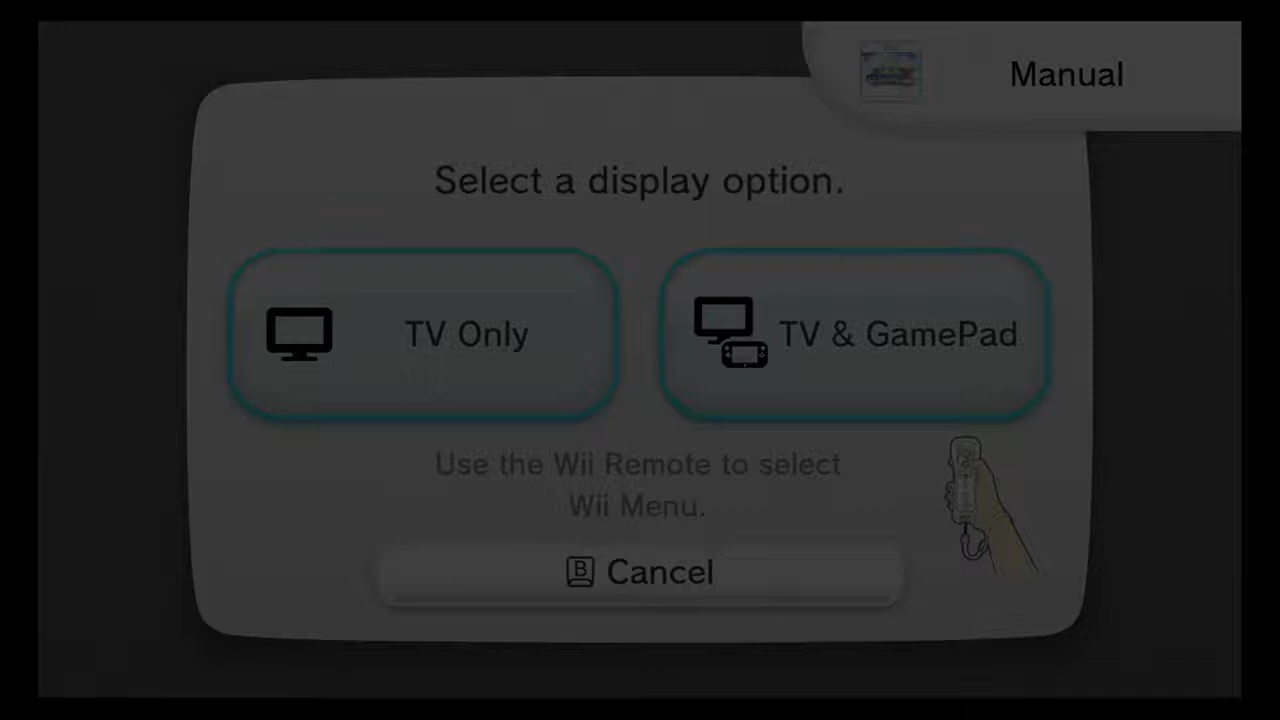 Manual
Select a display option.
TV Only
TV & GamePad
Use the Wii Remote to select
Wii Menu.
B Cancel